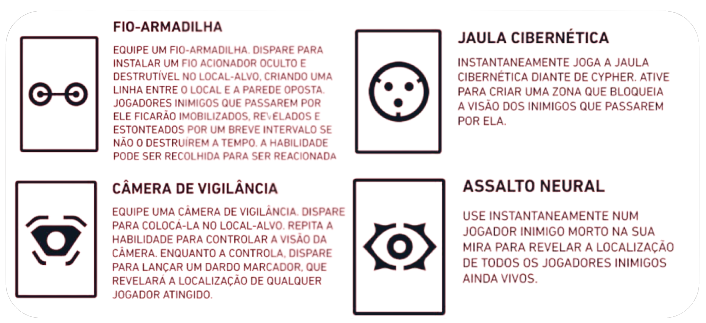 FIO-ARMADILHA
EQUIPE UM FIO-ARMADILHA. DISPARE PARA
INSTALAR UM FIO ACIONADOR OCULTO E
DESTRUTÍVEL NO LOCAL-ALVO, CRIANDO UMA
LINHA ENTRE O LOCAL E A PAREDE OPOSTA.
JOGADORES INIMIGOS QUE PASSAREM POR
ELE FICARÃO IMOBILIZADOS, REVELADOS E
ESTONTEADOS POR UM BREVE INTERVALO SE
NÃO O DESTRUÍREM A TEMPO. A HABILIDADE
PODE SER RECOLHIDA PARA SER REACIONADA
JAULA CIBERNÉTICA
INSTANTANEAMENTE JOGA A JAULA
CIBERNÉTICA DIANTE DE CYPHER. ATIVE
PARA CRIAR UMA ZONA QUE BLOQUEIA
A VISÃO DOS INIMIGOS QUE PASSAREM
POR ELA.
CÂMERA DE VIGILÂNCIA
EQUIPE UMA CÂMERA DE VIGILÂNCIA. DISPARE
PARA COLOCÁ-LA NO LOCAL-ALVO. REPITA A
HABILIDADE PARA CONTROLAR A VISÃO DA
CÂMERA. ENQUANTO A CONTROLA, DISPARE
PARA LANÇAR UM DARDO MARCADOR, QUE
REVELARÁ A LOCALIZAÇÃO DE QUALQUER
JOGADOR ATINGIDO.
ASSALTO NEURAL
USE INSTANTANEAMENTE NUM
JOGADOR INIMIGO MORTO NA SUA
MIRA PARA REVELAR A LOCALIZAÇÃO
DE TODOS OS JOGADORES INIMIGOS
AINDA VIVOS.